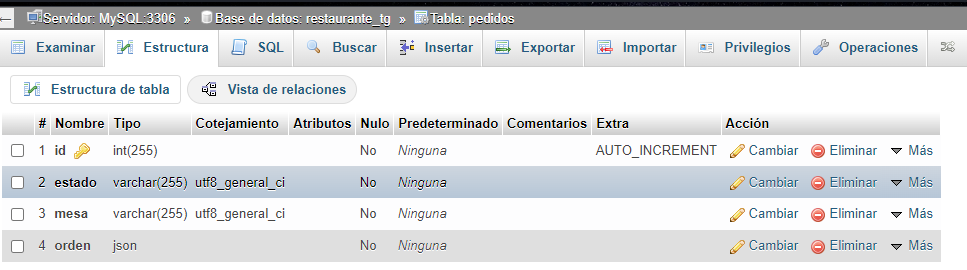 Servidor: MySQL:3306 » Base de datos: restaurante_tg » Tabla: pedidos
Examinar Estructura SQL Buscar Insertar Exportar Importar Privilegios Operaciones
Estructura de tabla Vista de relaciones
# Nombre Tipo Cotejamiento Atributos Nulo Predeterminado Comentarios Extra Acción
1 id int(255) No Ninguna AUTO_INCREMENT Cambiar Eliminar Más
2 estado varchar(255) utf8_general_ci No Ninguna Cambiar Eliminar Más
3 mesa varchar(255) utf8_general_ci No Ninguna Cambiar Eliminar Más
4 orden json No Ninguna Cambiar Eliminar Más